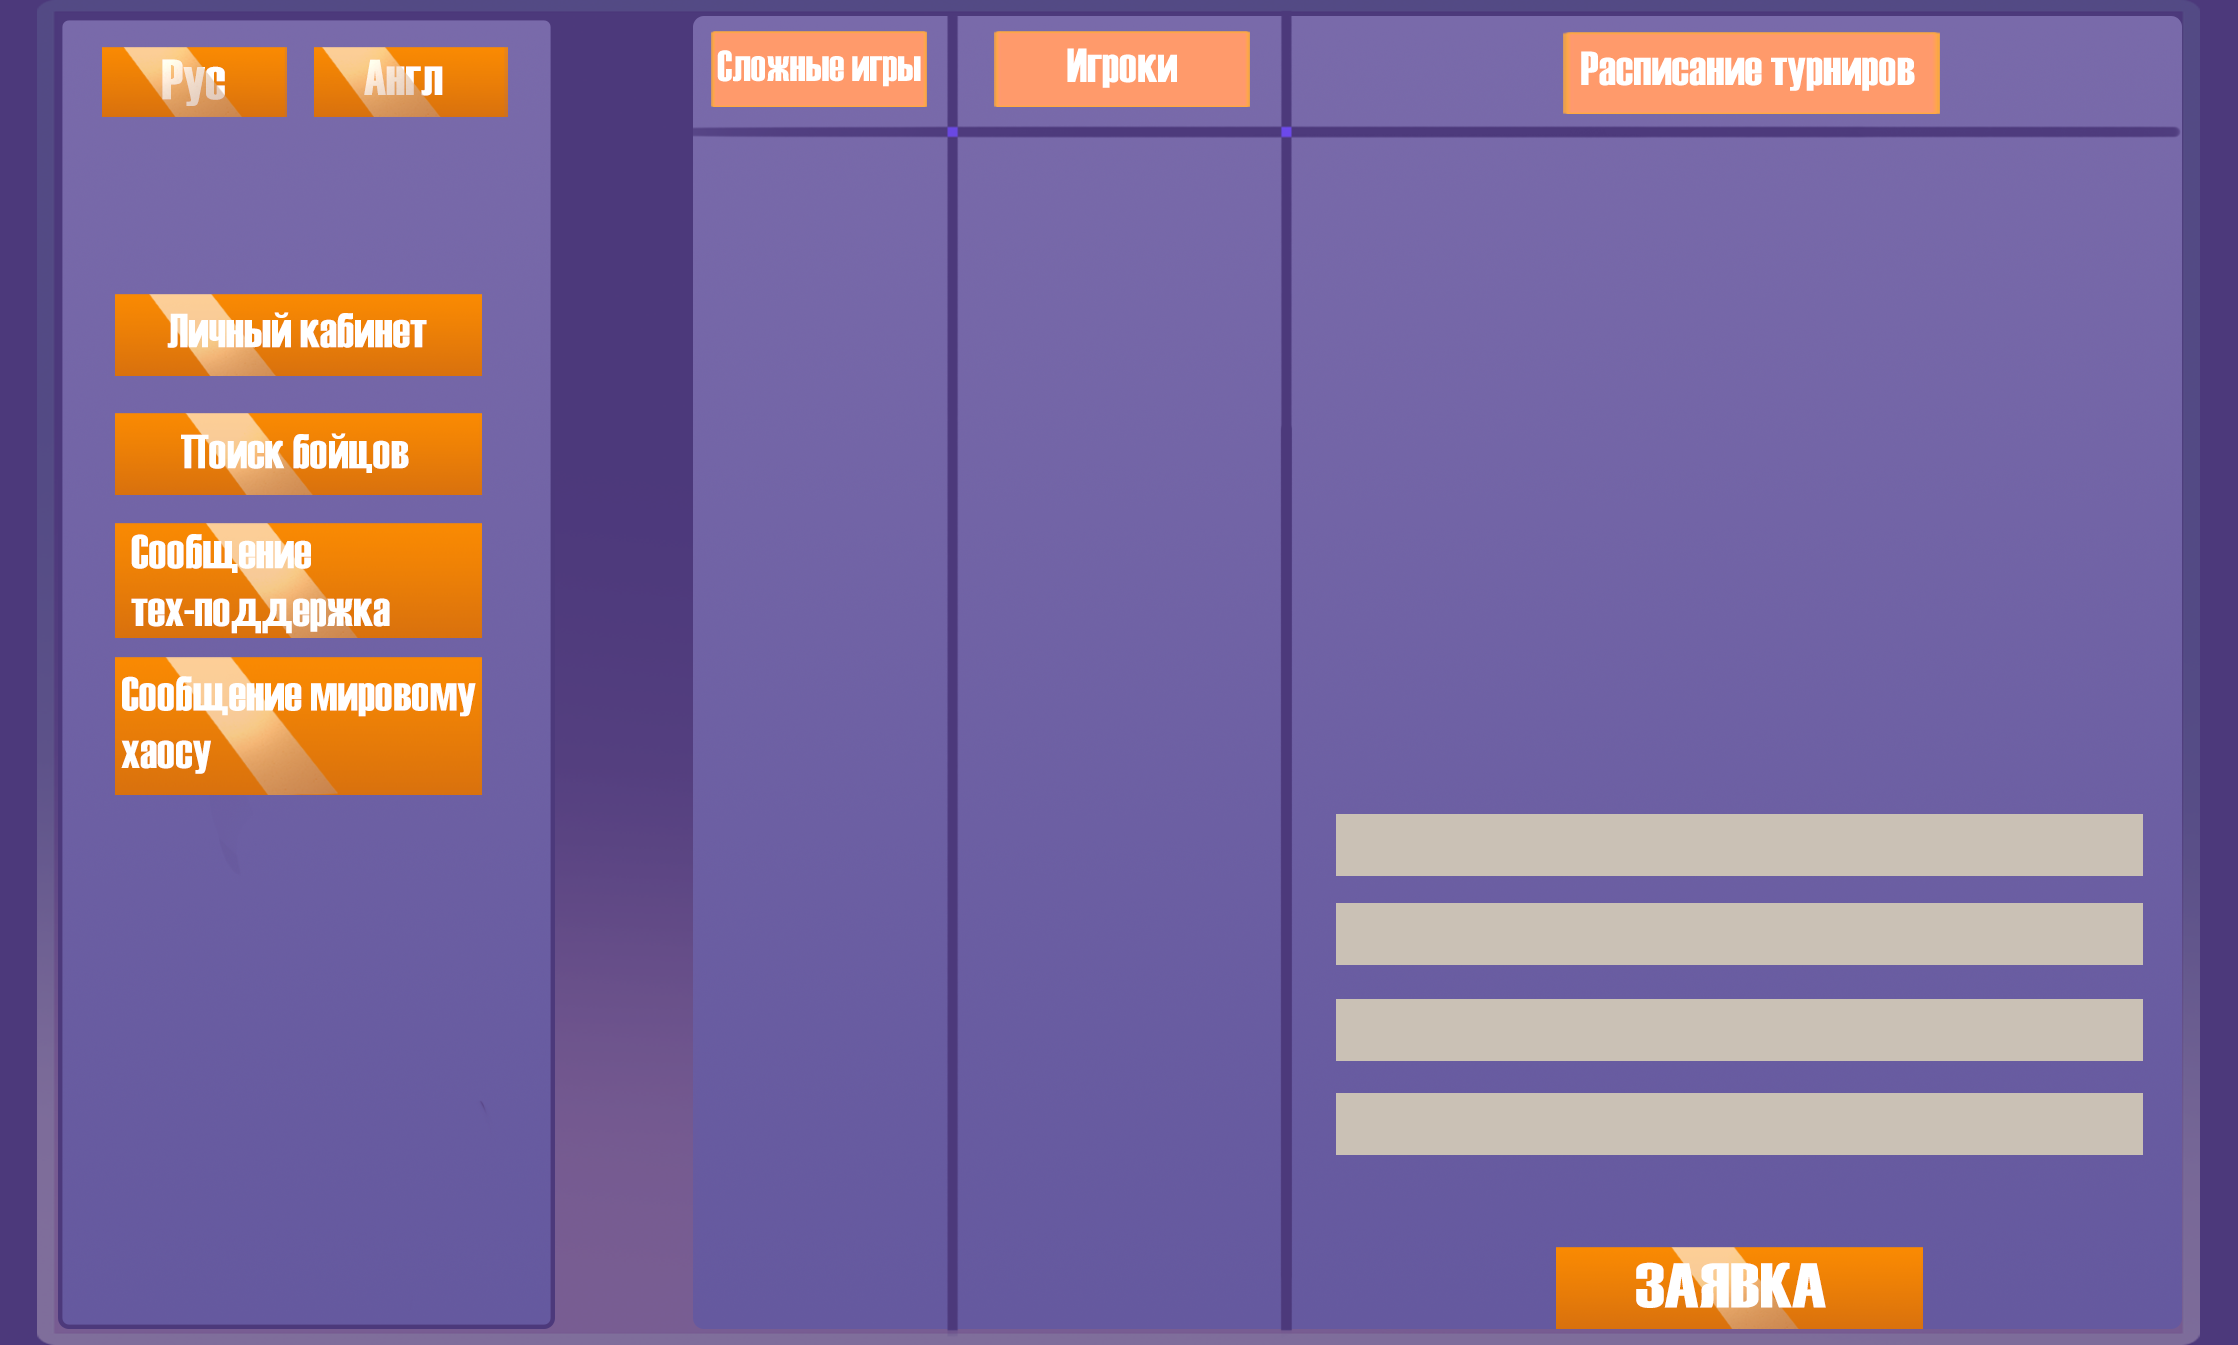 Рус
Англ
Личный кабинет
Поиск бойцов
Сообщение
тех-поддержка
Сообщение мировому
хаосу
Сложные игры
Игроки
Расписание турниров
ЗАЯВКА